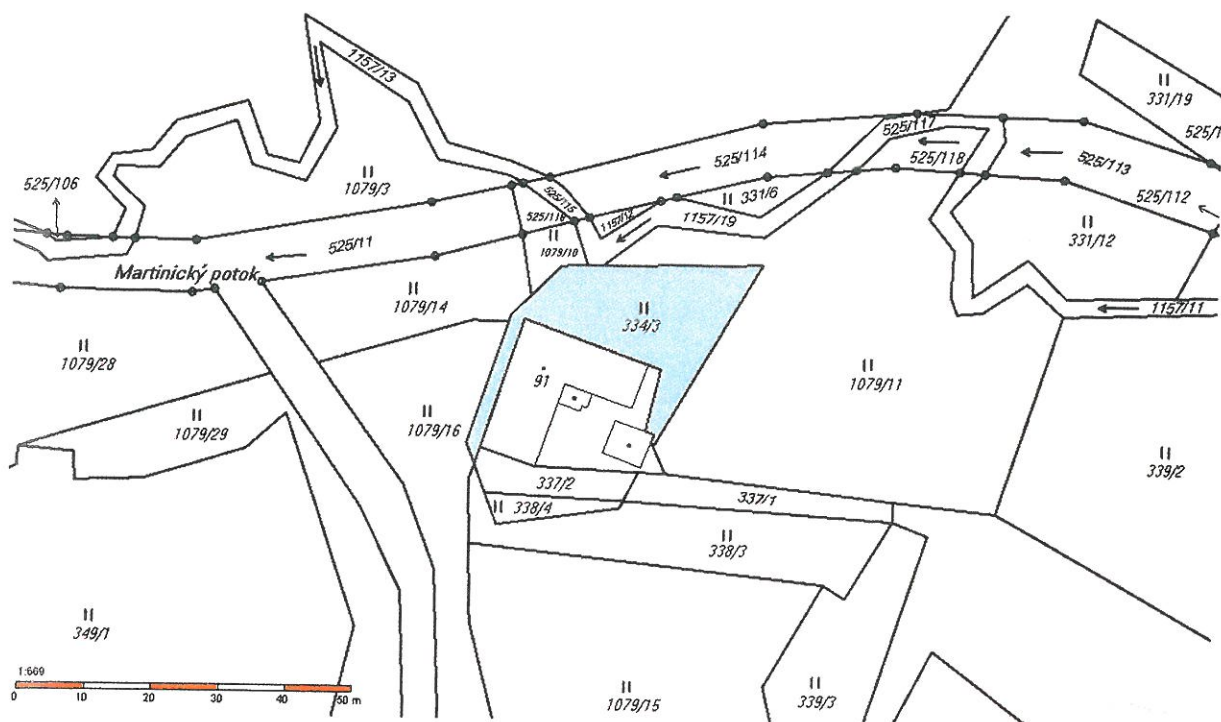 1157/13
II
331/19
525/1
525/117
525/114
525/118
525/113
525/106
II
1079/3
525/112
525/115
II 331/6
525/116
1157/19
II
331/12
II
1079/10
525/11
Martinický potok
1157/11
II
1079/14
II
334/3
II
1079/28
91
II
1079/11
II
1079/29
II
1079/16
II
339/2
337/2
337/1
II 338/4
II
338/3
II
349/1
1:669
0 10 20 30 40 50 m
II
1079/15
II
339/3